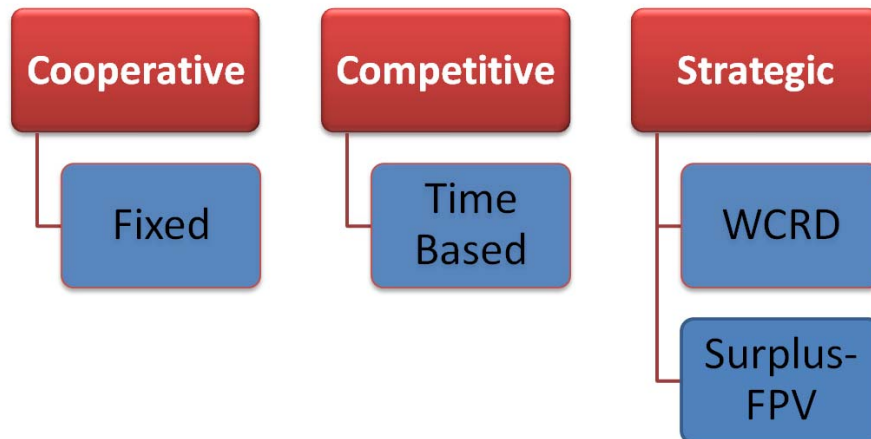 Cooperative
Fixed
Competitive
Time
Based
Strategic
WCRD
Surplus-
FPV